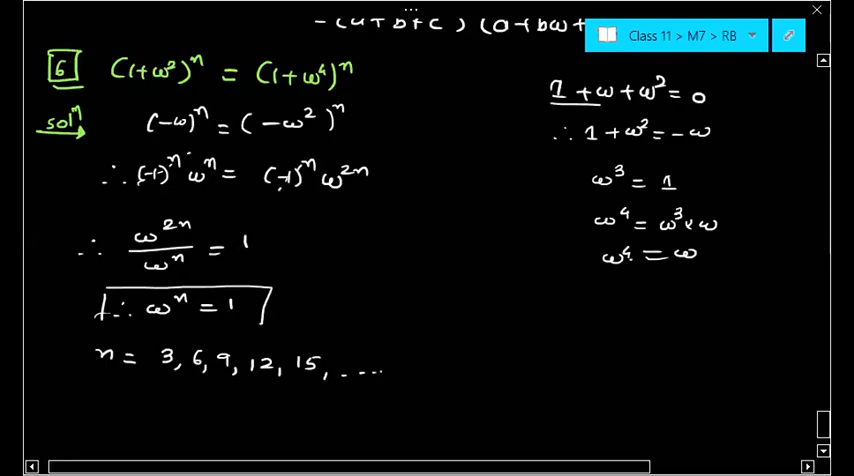 Class 11 > M7 > RB
6 (1+ω²)ⁿ = (1+ω⁴)ⁿ
solⁿ (-ω)ⁿ = (-ω²)ⁿ
∴ (-1)ⁿ ωⁿ = (-1)ⁿ ω²ⁿ
∴ ω²ⁿ / ωⁿ = 1
∴ ωⁿ = 1
n = 3, 6, 9, 12, 15, .....
1 + ω + ω² = 0
∴ 1 + ω² = -ω
ω³ = 1
ω⁴ = ω³ × ω
ω⁴ = ω